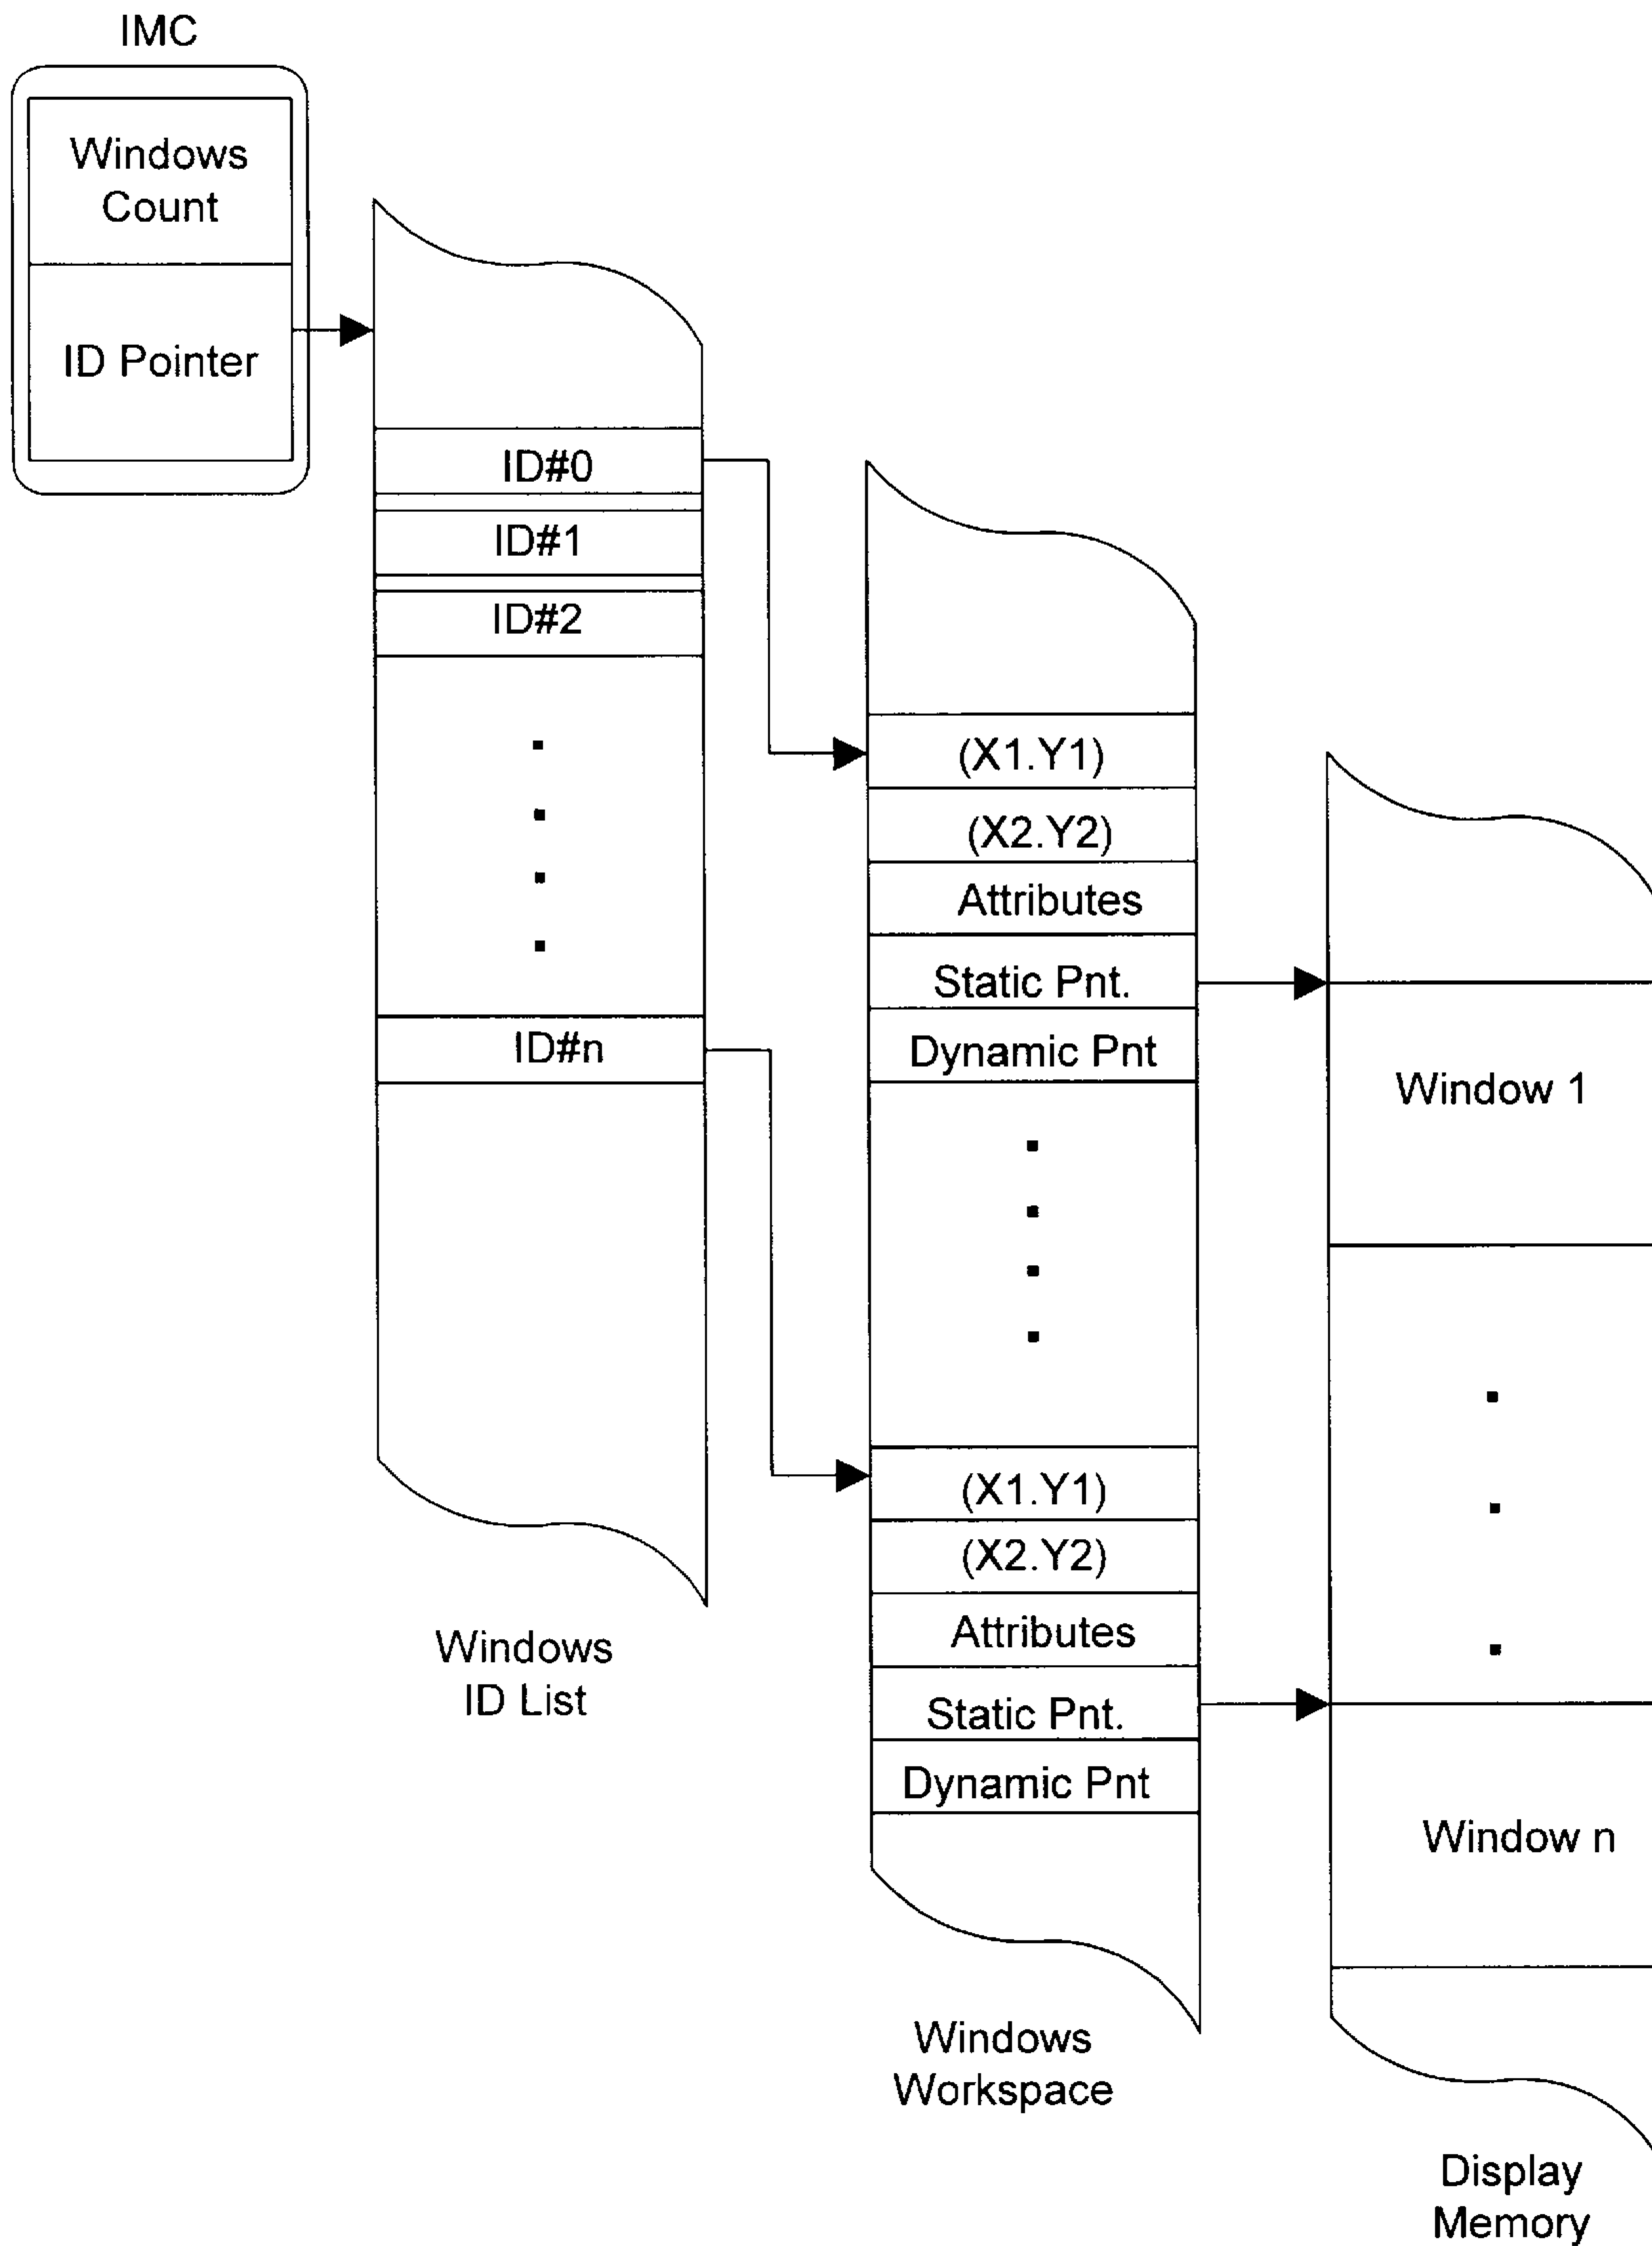 IMC
Windows
Count
ID Pointer
ID#0
ID#1
ID#2
ID#n
Windows
ID List
(X1.Y1)
(X2.Y2)
Attributes
Static Pnt.
Dynamic Pnt
(X1.Y1)
(X2.Y2)
Attributes
Static Pnt.
Dynamic Pnt
Windows
Workspace
Window 1
Window n
Display
Memory